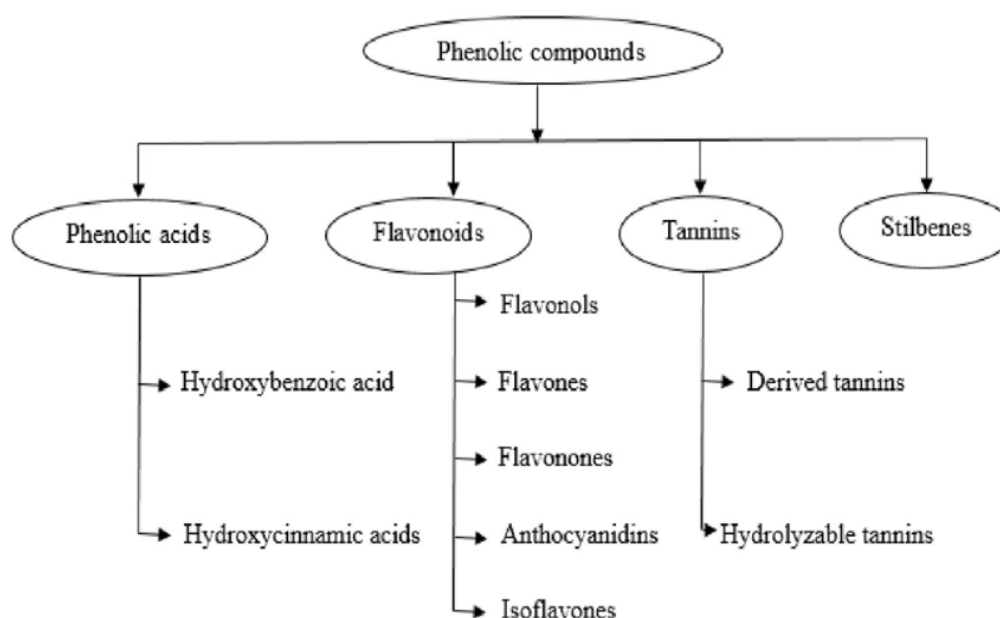 Phenolic compounds
Phenolic acids
Flavonoids
Tannins
Stilbenes
Hydroxybenzoic acid
Hydroxycinnamic acids
Flavonols
Flavones
Flavonones
Anthocyanidins
Isoflavones
Derived tannins
Hydrolyzable tannins